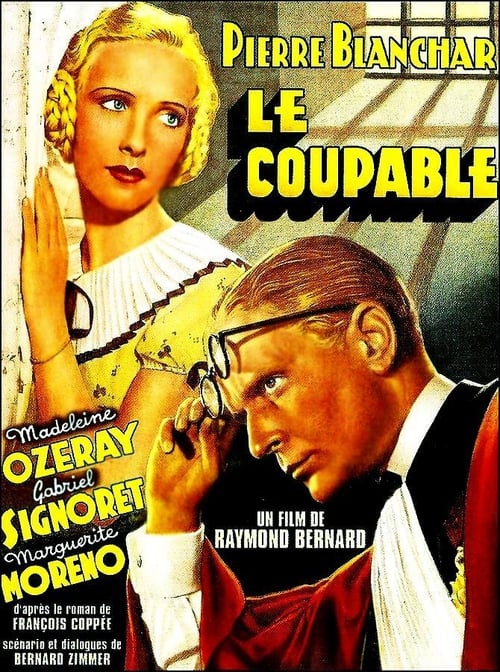 PIERRE BLANCHAR
LE
COUPABLE
Madeleine
OZERAY
Gabriel
SIGNORET
Marguerite
MORENO
UN FILM DE
RAYMOND BERNARD
d'après le roman de
FRANÇOIS COPPÉE
scénario et dialogues de
BERNARD ZIMMER